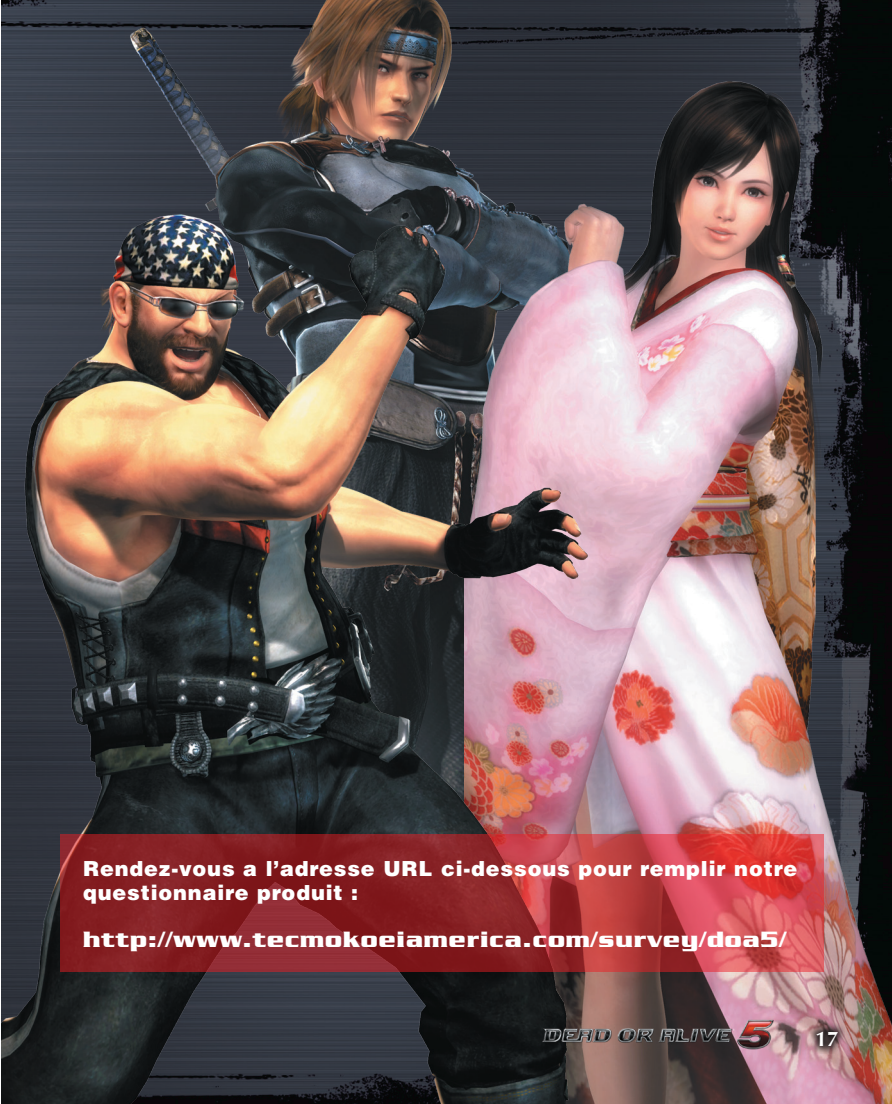 Rendez-vous a l’adresse URL ci-dessous pour remplir notre
questionnaire produit :
http://www.tecmokoeiamerica.com/survey/doa5/
DEAD OR ALIVE 5 17